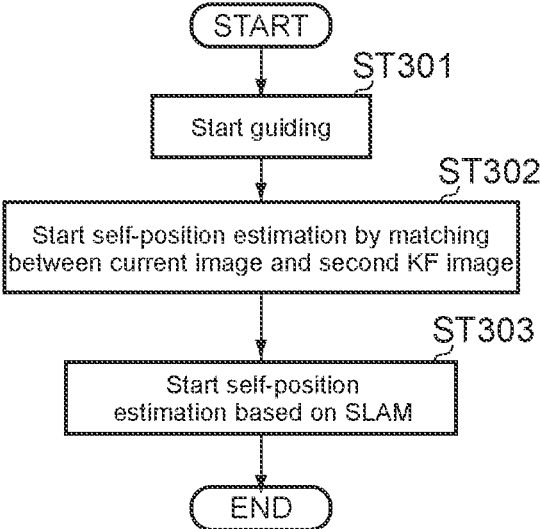 START
ST301
Start guiding
ST302
Start self-position estimation by matching
between current image and second KF image
ST303
Start self-position
estimation based on SLAM
END